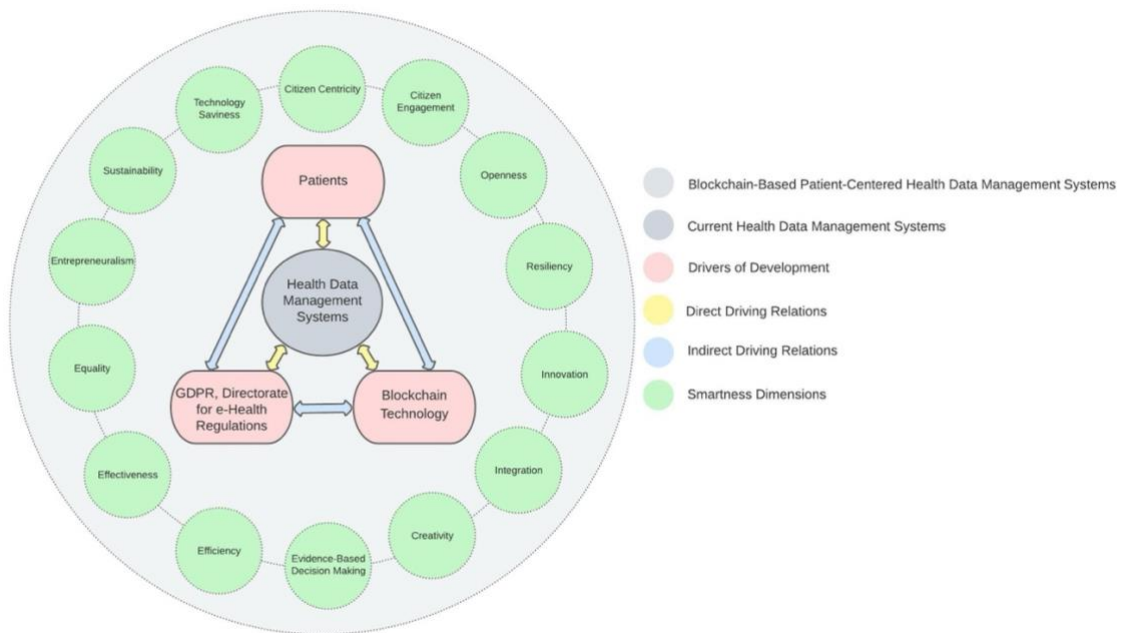 Citizen Centricity
Citizen
Engagement
Technology
Saviness
Sustainability
Openness
Patients
Entrepreneuralism
Resiliency
Health Data
Management
Systems
Equality
Innovation
GDPR, Directorate
for e-Health
Regulations
Blockchain
Technology
Effectiveness
Integration
Efficiency
Creativity
Evidence-Based
Decision Making
Blockchain-Based Patient-Centered Health Data Management Systems
Current Health Data Management Systems
Drivers of Development
Direct Driving Relations
Indirect Driving Relations
Smartness Dimensions